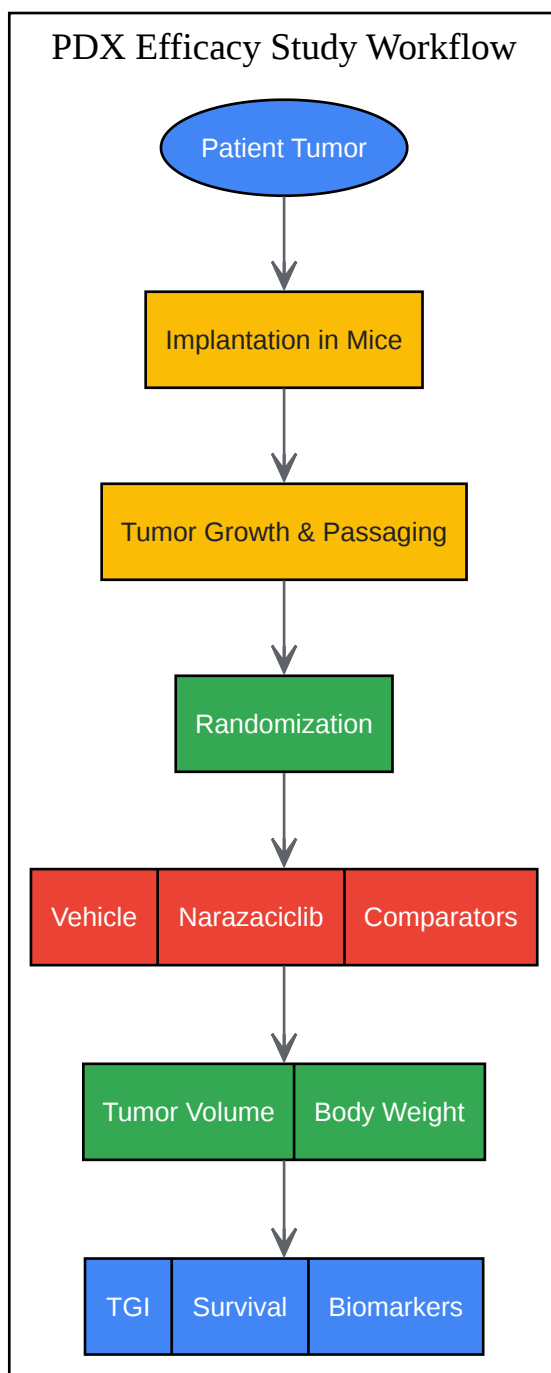 PDX Efficacy Study Workflow
Patient Tumor
Implantation in Mice
Tumor Growth & Passaging
Randomization
Vehicle Narazaciclib Comparators
Tumor Volume Body Weight
TGI Survival Biomarkers